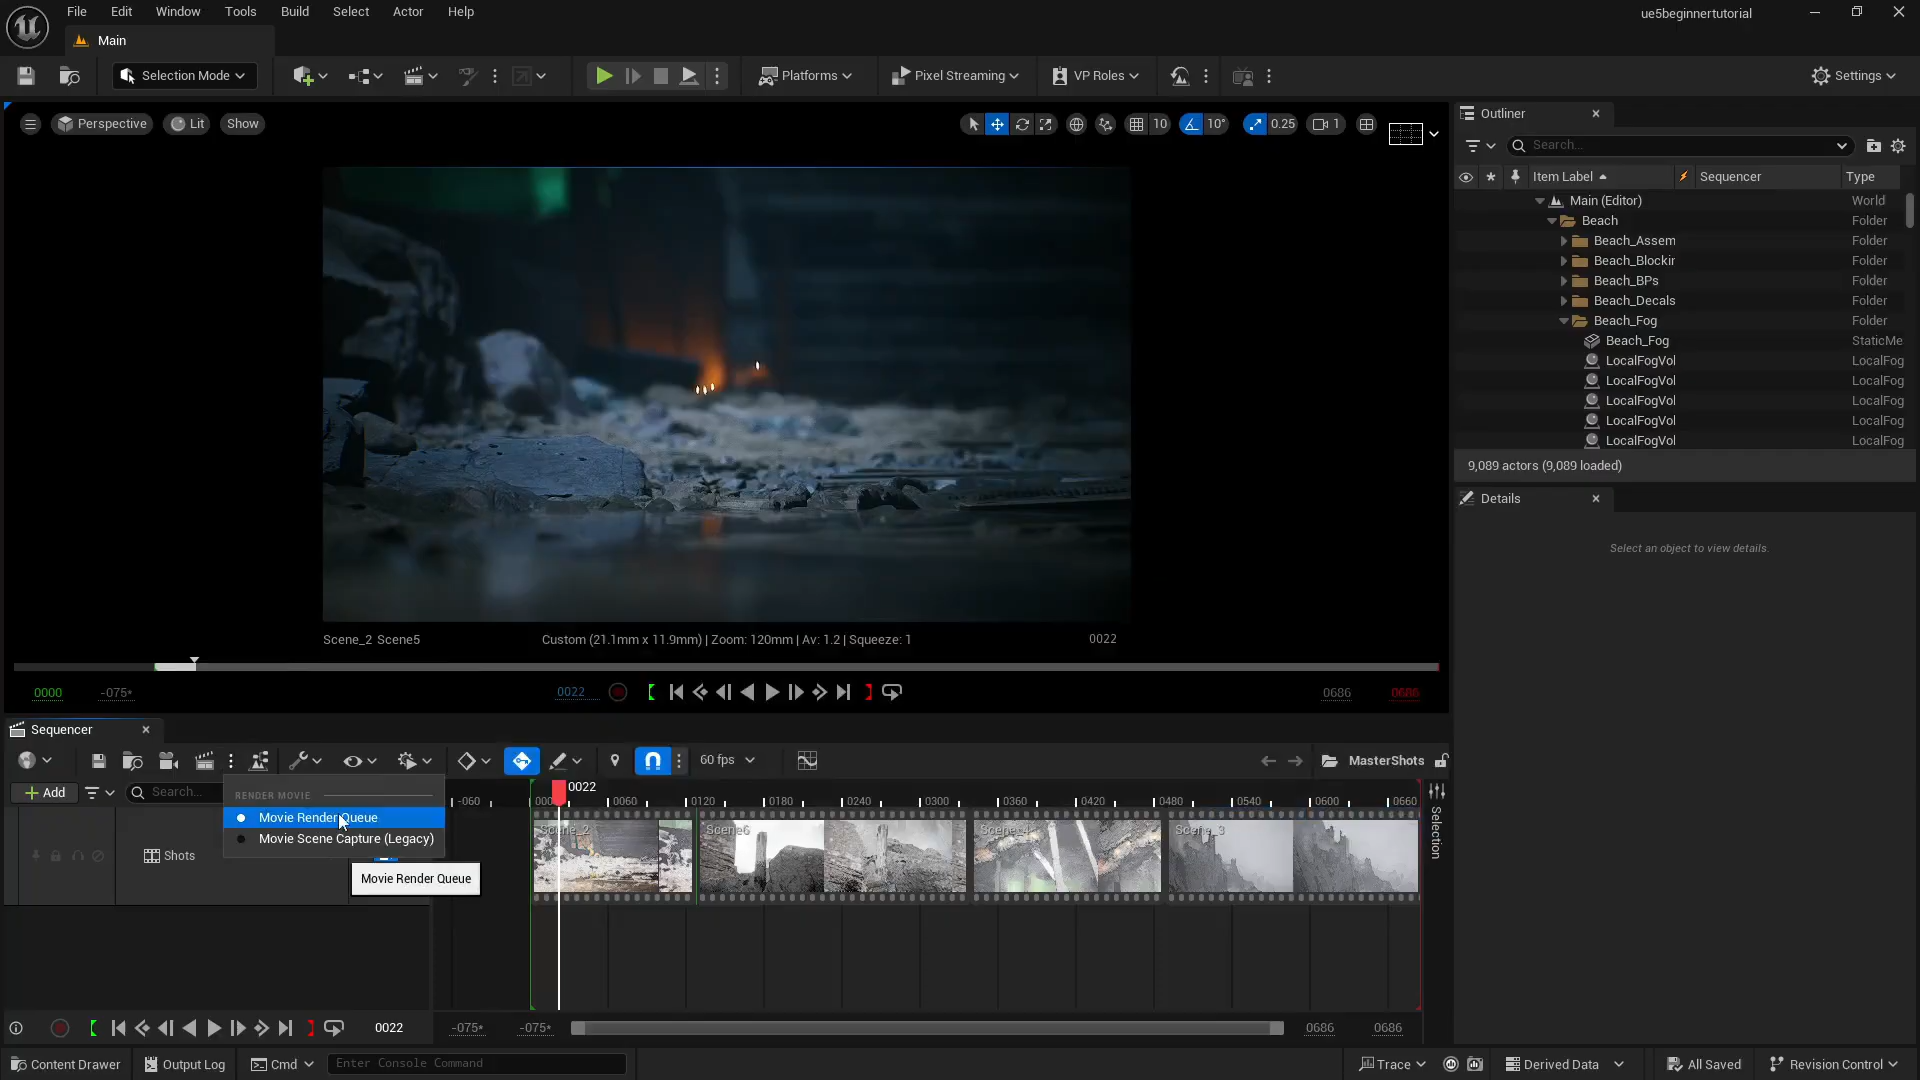 File Edit Window Tools Build Select Actor Help
ue5beginnertutorial
Main
Selection Mode
Platforms
Pixel Streaming
VP Roles
Settings
Perspective Lit Show
10 10° 0.25 1
Outliner
Search...
Item Label Sequencer Type
Main (Editor) World
Beach Folder
Beach_Assem Folder
Beach_Blockir Folder
Beach_BPs Folder
Beach_Decals Folder
Beach_Fog Folder
Beach_Fog StaticMe
LocalFogVol LocalFog
LocalFogVol LocalFog
LocalFogVol LocalFog
LocalFogVol LocalFog
LocalFogVol LocalFog
9,089 actors (9,089 loaded)
Details
Select an object to view details.
Scene_2 Scene5 Custom (21.1mm x 11.9mm) | Zoom: 120mm | Av: 1.2 | Squeeze: 1 0022
0000 -075* 0022 0686 0686
Sequencer
60 fps MasterShots
Add Search...
0022
-060 0060 0120 0180 0240 0300 0360 0420 0480 0540 0600 0660
RENDER MOVIE
Movie Render Queue
Movie Scene Capture (Legacy)
Movie Render Queue
Shots
Scene_2 Scene6 Scene_3
Selection
0022 -075* -075* 0686 0686
Content Drawer Output Log Cmd Enter Console Command Trace Derived Data All Saved Revision Control